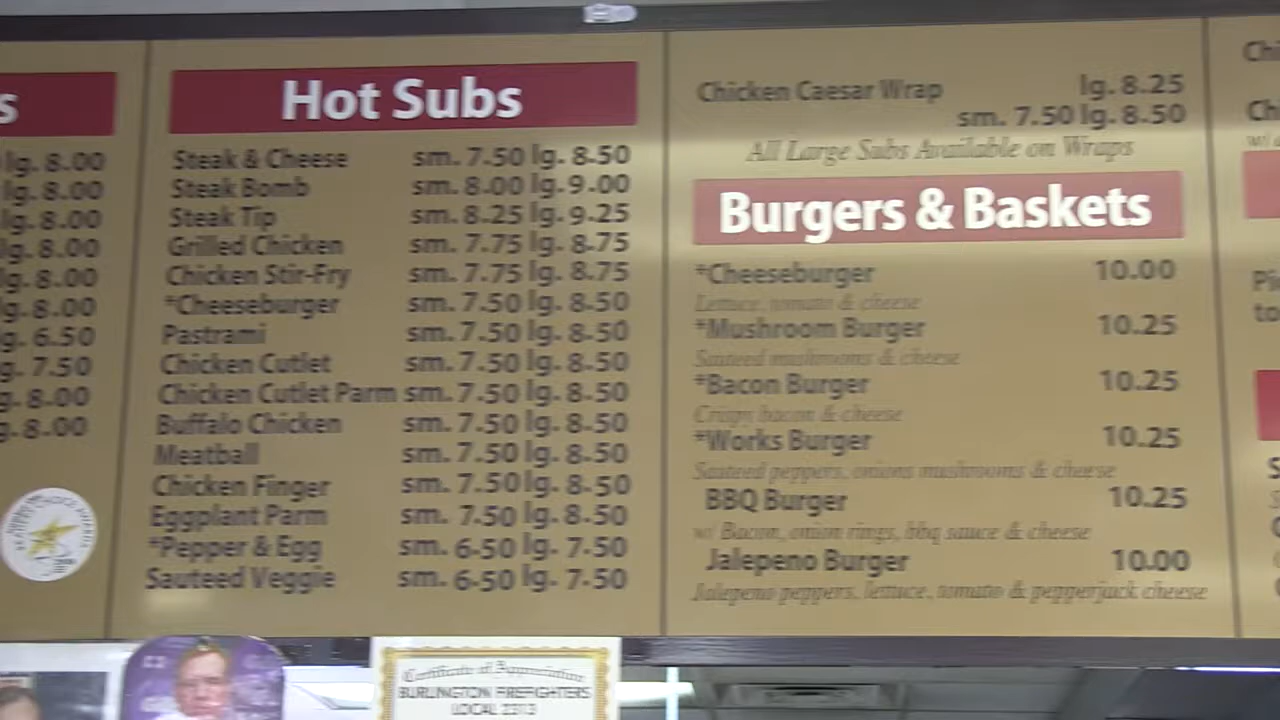 s
lg. 8.00
lg. 8.00
lg. 8.00
lg. 8.00
lg. 8.00
lg. 8.00
g. 6.50
g. 7.50
g. 8.00
g. 8.00
Hot Subs
Steak & Cheese sm. 7.50 lg. 8.50
Steak Bomb sm. 8.00 lg. 9.00
Steak Tip sm. 8.25 lg. 9.25
Grilled Chicken sm. 7.75 lg. 8.75
Chicken Stir-Fry sm. 7.75 lg. 8.75
*Cheeseburger sm. 7.50 lg. 8.50
Pastrami sm. 7.50 lg. 8.50
Chicken Cutlet sm. 7.50 lg. 8.50
Chicken Cutlet Parm sm. 7.50 lg. 8.50
Buffalo Chicken sm. 7.50 lg. 8.50
Meatball sm. 7.50 lg. 8.50
Chicken Finger sm. 7.50 lg. 8.50
Eggplant Parm sm. 7.50 lg. 8.50
*Pepper & Egg sm. 6.50 lg. 7.50
Sauteed Veggie sm. 6.50 lg. 7.50
Chicken Caesar Wrap lg. 8.25
sm. 7.50 lg. 8.50
All Large Subs Available on Wraps
Burgers & Baskets
*Cheeseburger 10.00
Lettuce, tomato & cheese
*Mushroom Burger 10.25
Sauteed mushrooms & cheese
*Bacon Burger 10.25
Crispy bacon & cheese
*Works Burger 10.25
Sauteed peppers, onions mushrooms & cheese
BBQ Burger 10.25
w/ Bacon, onion rings, bbq sauce & cheese
Jalepeno Burger 10.00
Jalepeno peppers, lettuce, tomato & pepperjack cheese
Chi
Ch
w/
Pi
to
S
Certificate of Appreciation
BURLINGTON FIREFIGHTERS
LOCAL 2313